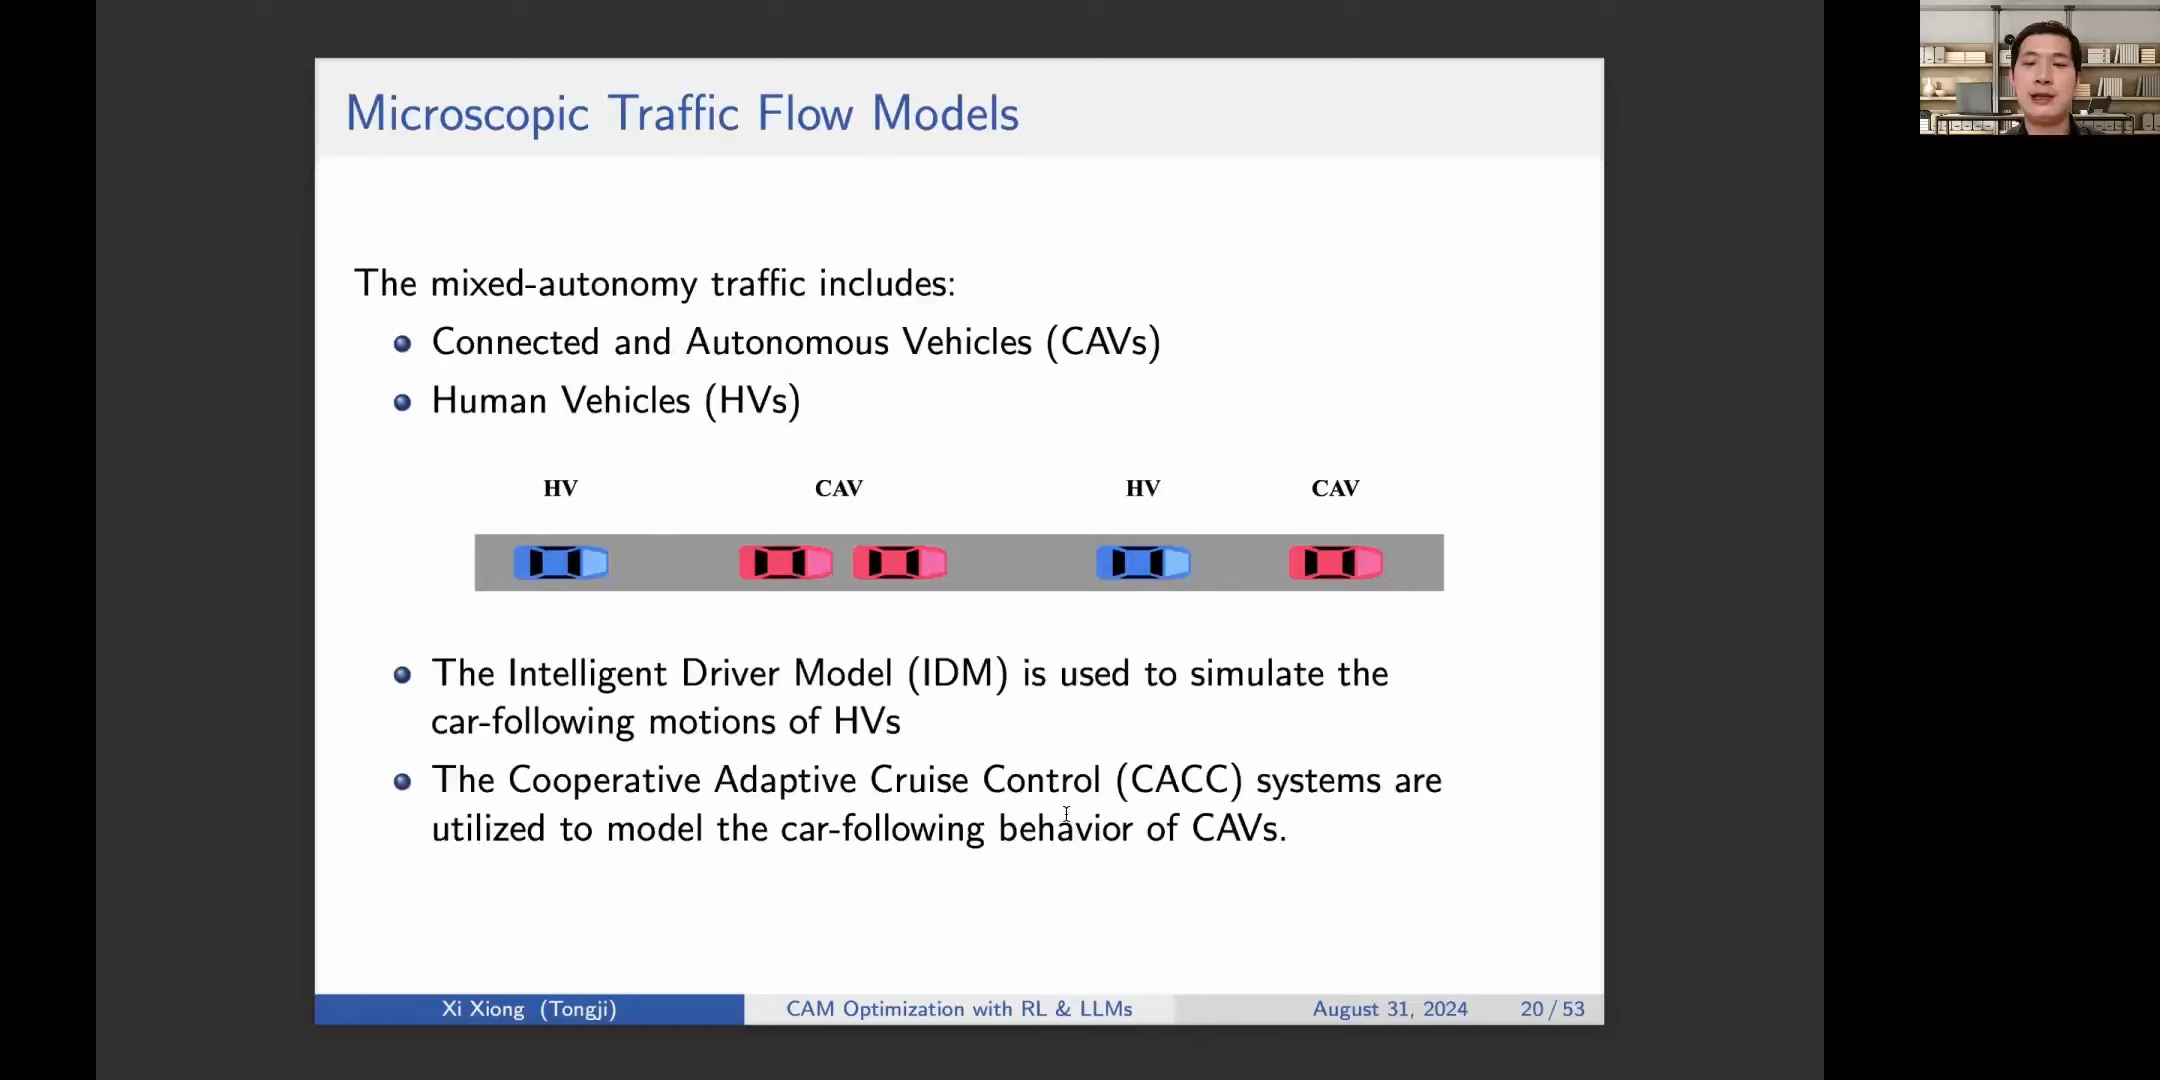 Microscopic Traffic Flow Models
The mixed-autonomy traffic includes:
Connected and Autonomous Vehicles (CAVs)
Human Vehicles (HVs)
HV CAV HV CAV
The Intelligent Driver Model (IDM) is used to simulate the
car-following motions of HVs
The Cooperative Adaptive Cruise Control (CACC) systems are
utilized to model the car-following behavior of CAVs.
Xi Xiong (Tongji) CAM Optimization with RL & LLMs August 31, 2024 20 / 53